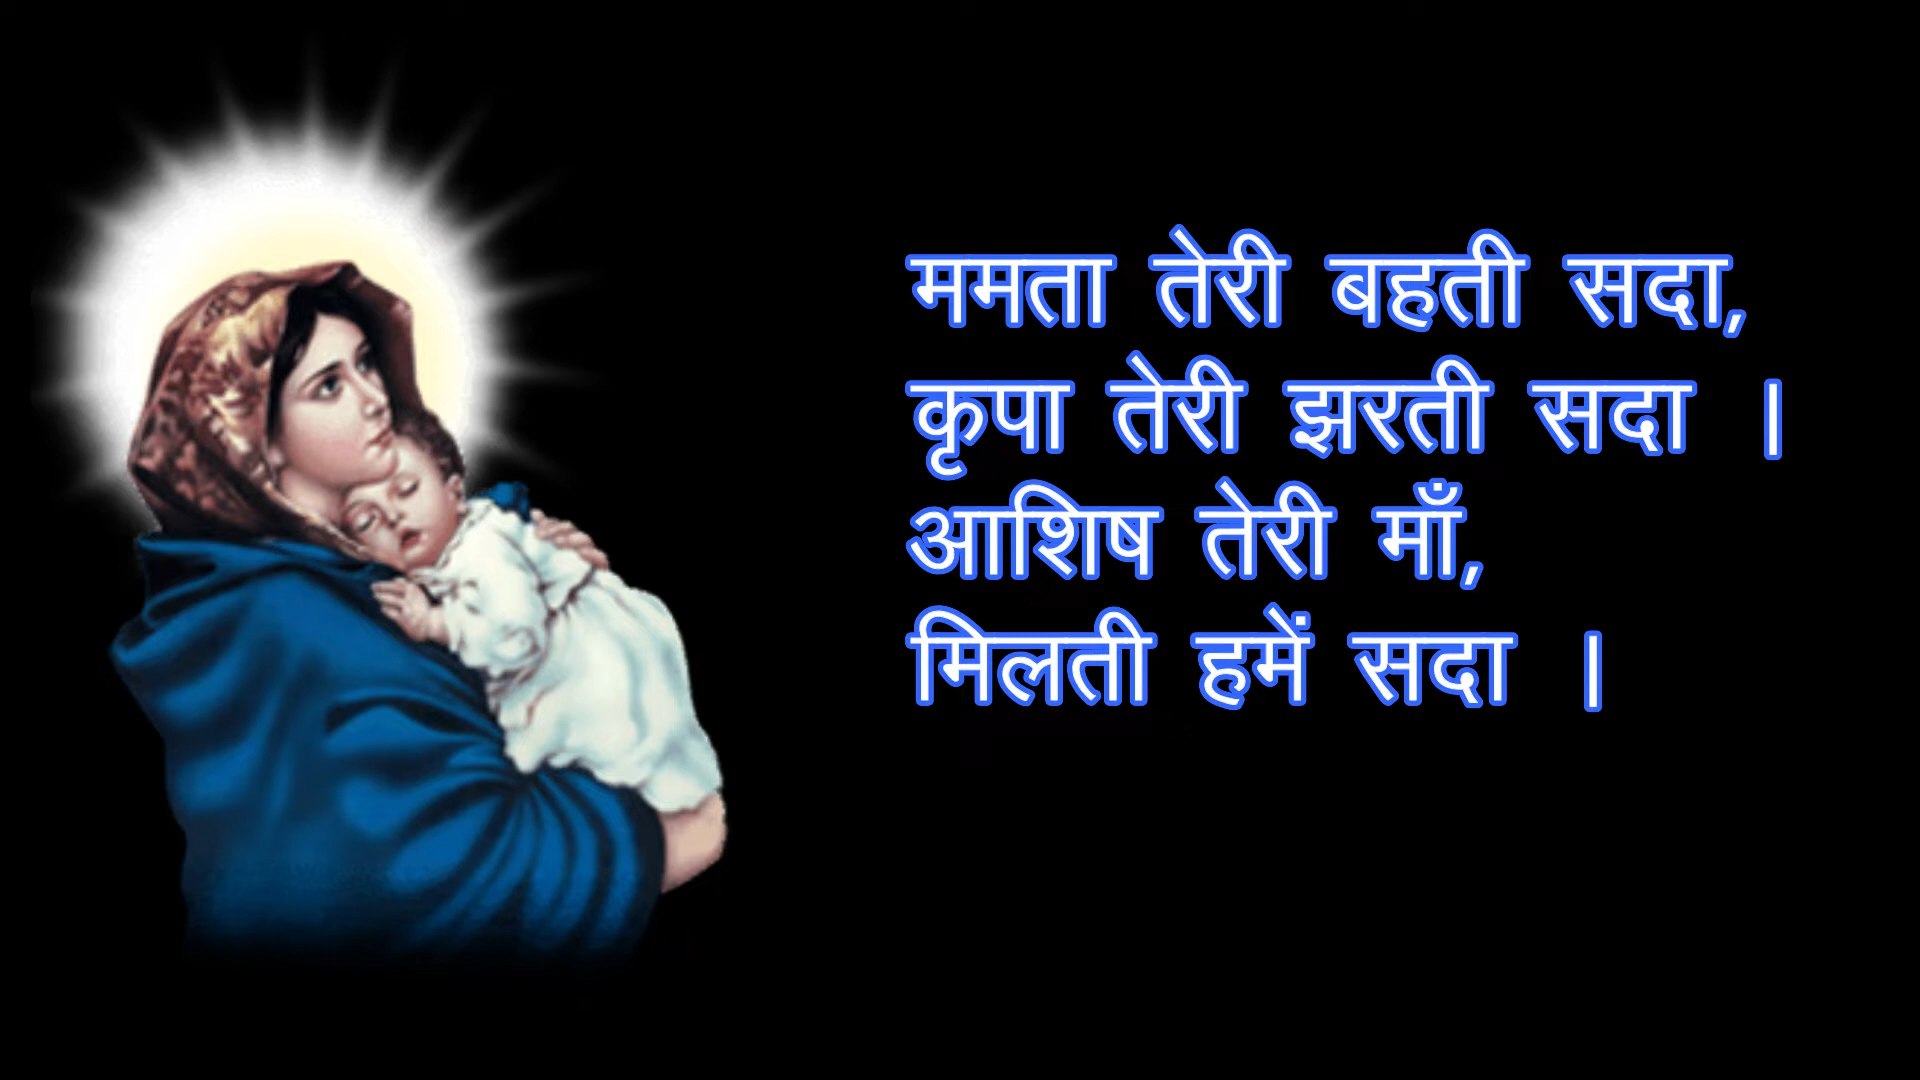 ममता तेरी बहती सदा,
कृपा तेरी झरती सदा ।
आशिष तेरी माँ,
मिलती हमें सदा ।